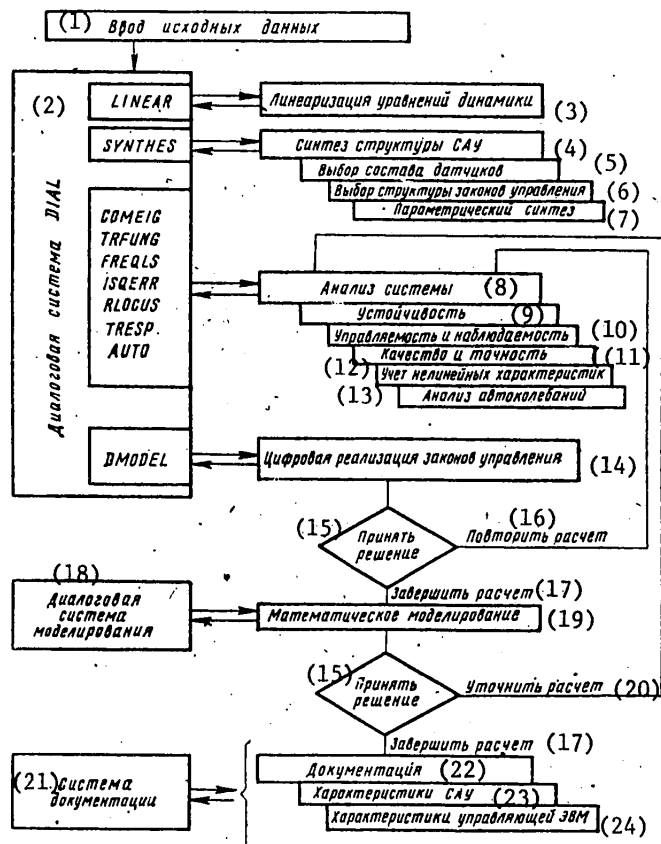 (1) Ввод исходных данных
(2) Диалоговая система DIAL
LINEAR
Линеаризация уравнений динамики (3)
SYNTHES
Синтез структуры САУ (4)
Выбор состава датчиков (5)
Выбор структуры законов управления (6)
Параметрический синтез (7)
COMEIG
TRFUNG
FREQLS
ISQERR
RLOCUS
TRESP
AUTO
Анализ системы (8)
Устойчивость (9)
Управляемость и наблюдаемость (10)
Качество и точность (11)
(12) Учет нелинейных характеристик
(13) Анализ автоколебаний
DMODEL
Цифровая реализация законов управления (14)
(15) Принять решение
(16) Повторить расчет
Завершить расчет (17)
(18)
Диалоговая
система
моделирования
Математическое моделирование (19)
(15) Принять
решение
Уточнить расчет (20)
Завершить расчет (17)
(21) Система
документации
Документация (22)
Характеристики САУ (23)
Характеристики управляющей ЭВМ (24)